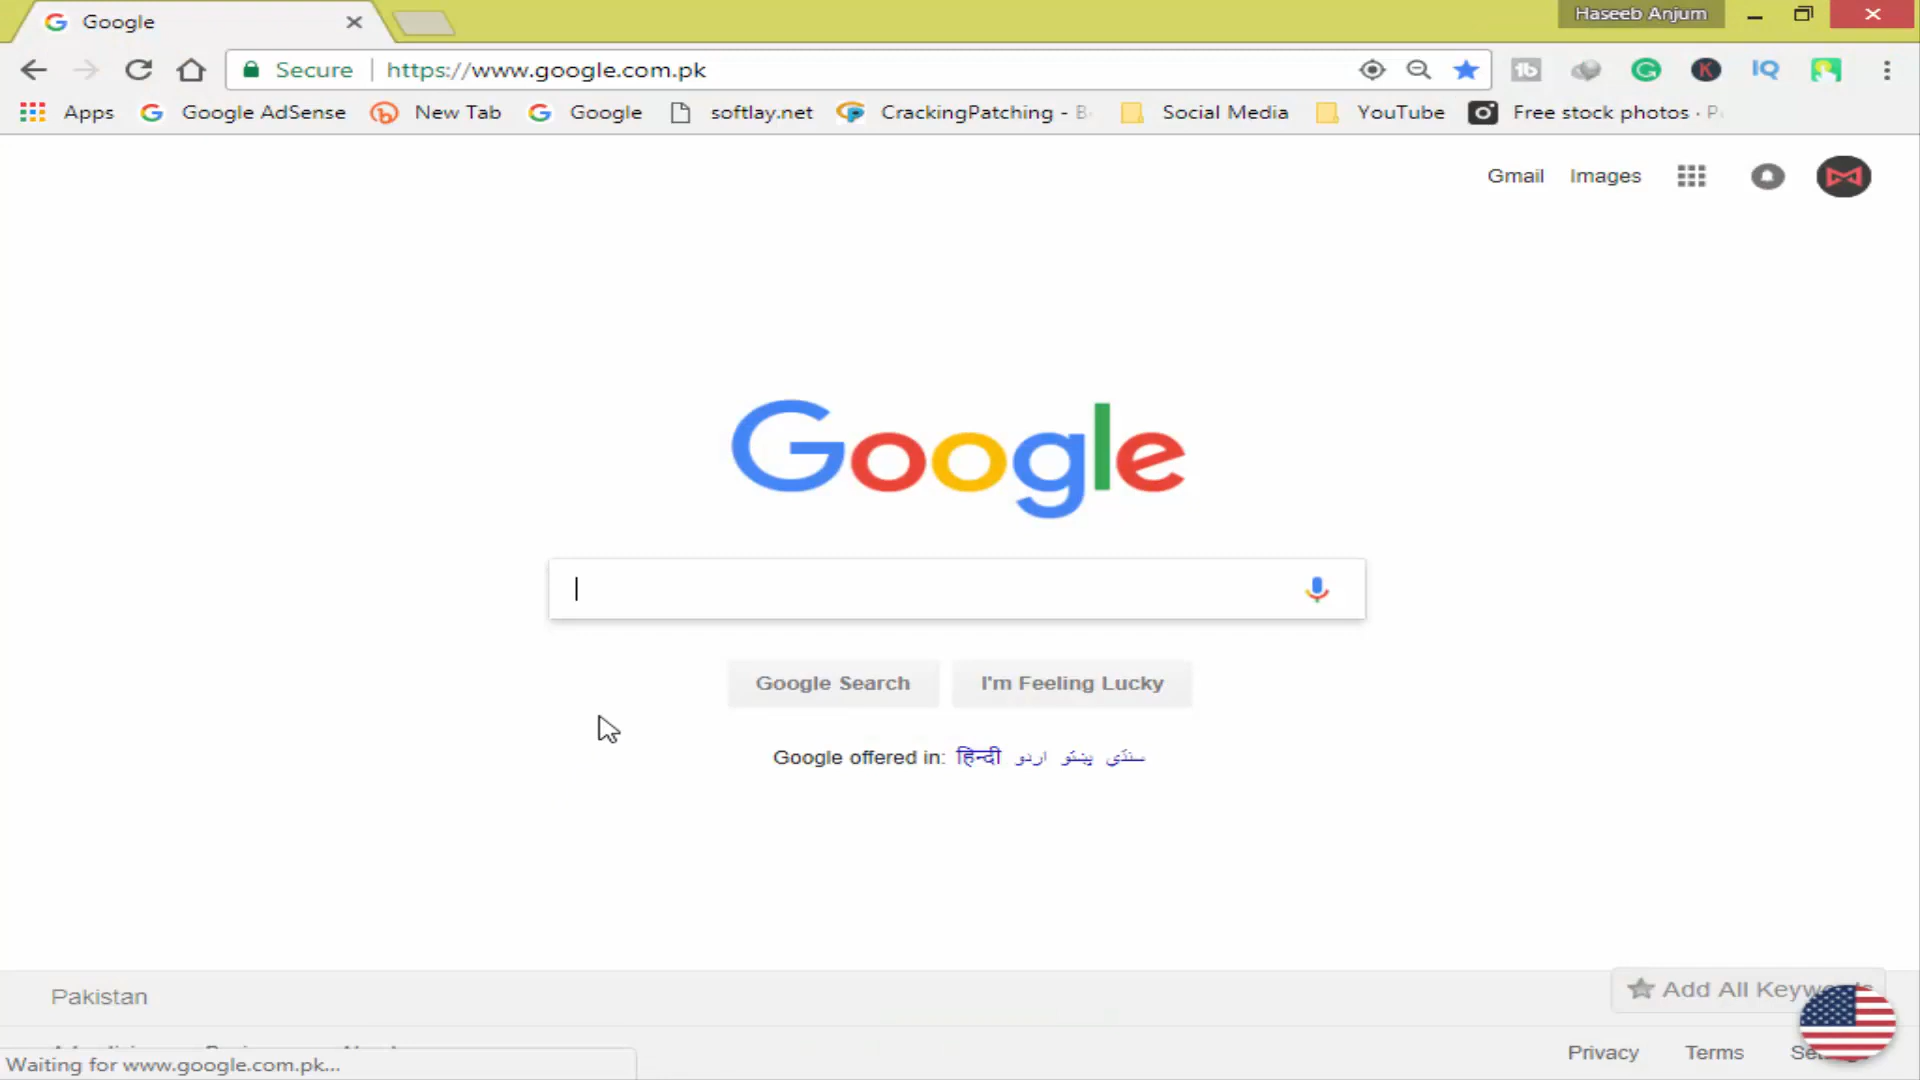 Google
Haseeb Anjum
Secure https://www.google.com.pk
Apps Google AdSense New Tab Google softlay.net CrackingPatching - B Social Media YouTube Free stock photos · P
Gmail Images
Google
Google Search I'm Feeling Lucky
Google offered in: हिन्दी اردو پښتو سنڌي
Pakistan
Add All Keywords
Privacy Terms
Waiting for www.google.com.pk...